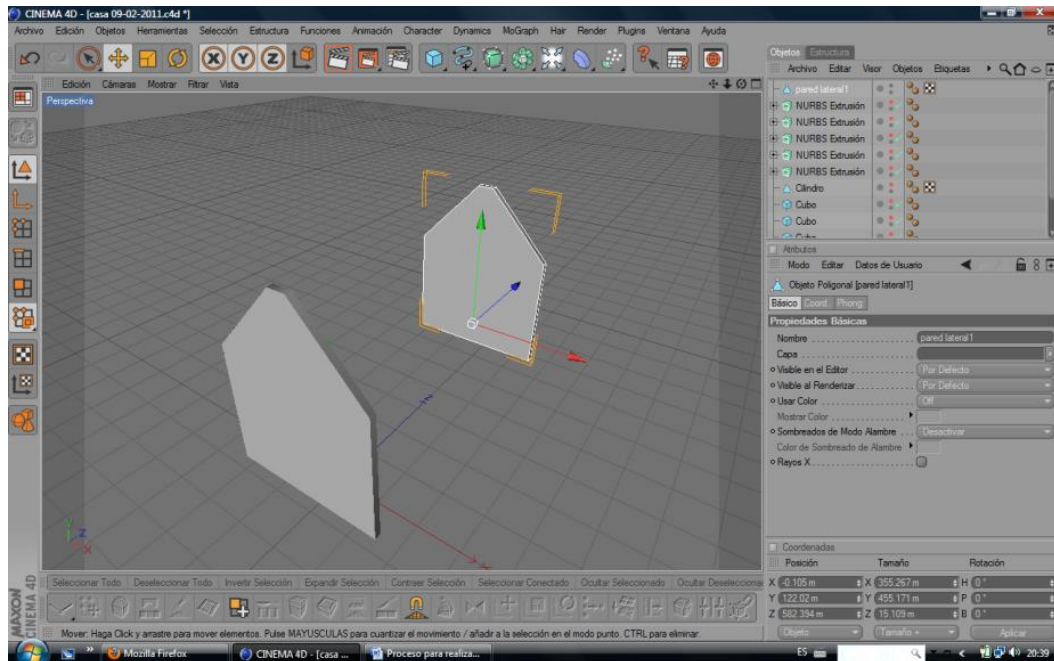 CINEMA 4D - [casa 09-02-2011.c4d *]
Archivo Edición Objetos Herramientas Selección Estructura Funciones Animación Character Dynamics MoGraph Hair Render Plugins Ventana Ayuda
X Y Z
Objetos Estructura
Edición Cámaras Mostrar Filtrar Vista
Archivo Editar Visor Objetos Etiquetas
Perspectiva
pared lateral1
NURBS Extrusión
NURBS Extrusión
NURBS Extrusión
NURBS Extrusión
NURBS Extrusión
Cilindro
Cubo
Cubo
Cubo
Atributos
Modo Editar Datos de Usuario
Objeto Poligonal [pared lateral1]
Básico Coord. Phong
Propiedades Básicas
Nombre pared lateral1
Capa
Visible en el Editor Por Defecto
Visible al Renderizar Por Defecto
Usar Color Off
Mostrar Color
Sombreados de Modo Alambre Desactivar
Color de Sombreado de Alambre
Rayos X
Z
Y
Z
X
Coordenadas
Posición Tamaño Rotación
X -0.105 m X 355.267 m H 0 °
Y 122.02 m Y 455.171 m P 0 °
Z 582.394 m Z 15.109 m B 0 °
Objeto Tamaño + Aplicar
Seleccionar Todo Deseleccionar Todo Invertir Selección Expandir Selección Contraer Selección Seleccionar Conectado Ocultar Seleccionado Ocultar Deselecciona
MAXON
CINEMA 4D
Mover: Haga Click y arrastre para mover elementos. Pulse MAYUSCULAS para cuantizar el movimiento / añadir a la selección en el modo punto. CTRL para eliminar.
Mozilla Firefox CINEMA 4D - [casa ... Proceso para realiza... ES 20:39